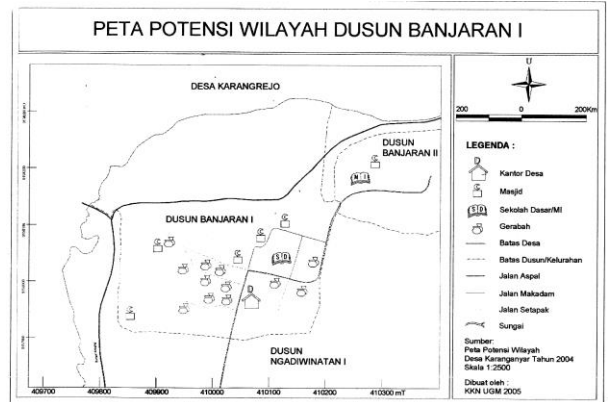 PETA POTENSI WILAYAH DUSUN BANJARAN I
DESA KARANGREJO
DUSUN
BANJARAN II
M I
DUSUN BANJARAN I
S D
D
DUSUN
NGADIWINATAN I
409700 409800 409900 410000 410100 410200 410300 mT
U
200 0 200Km
LEGENDA :
D
Kantor Desa
Masjid
S D
Sekolah Dasar/MI
Gerabah
Batas Desa
Batas Dusun/Kelurahan
Jalan Aspal
Jalan Makadam
Jalan Setapak
Sungai
Sumber:
Peta Potensi Wilayah
Desa Karanganyar Tahun 2004
Skala 1:2500
Dibuat oleh :
KKN UGM 2005